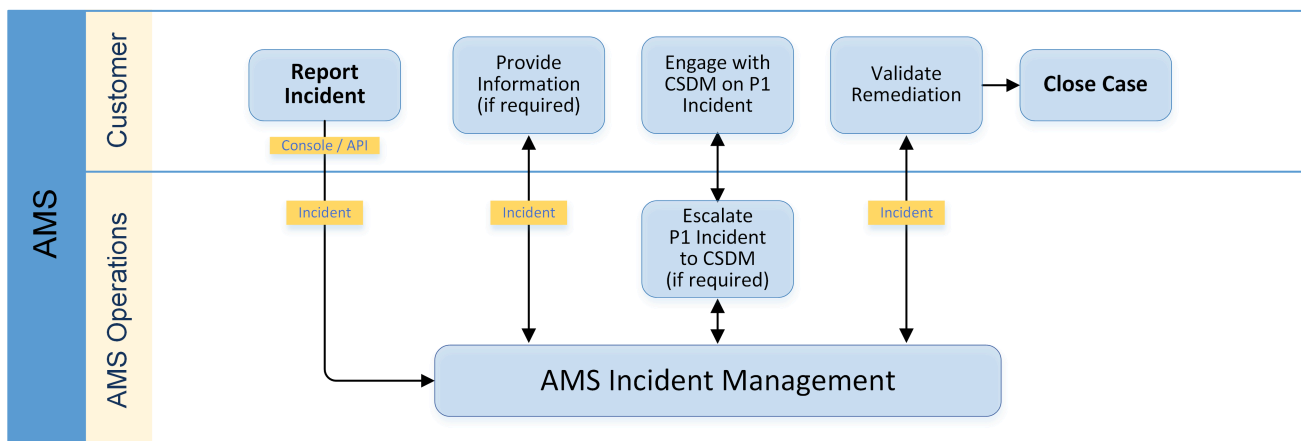 AMS
Customer
Report
Incident
Console / API
Incident
Provide
Information
(if required)
Incident
Engage with
CSDM on P1
Incident
Validate
Remediation
Incident
Close Case
AMS Operations
Escalate
P1 Incident
to CSDM
(if required)
AMS Incident Management